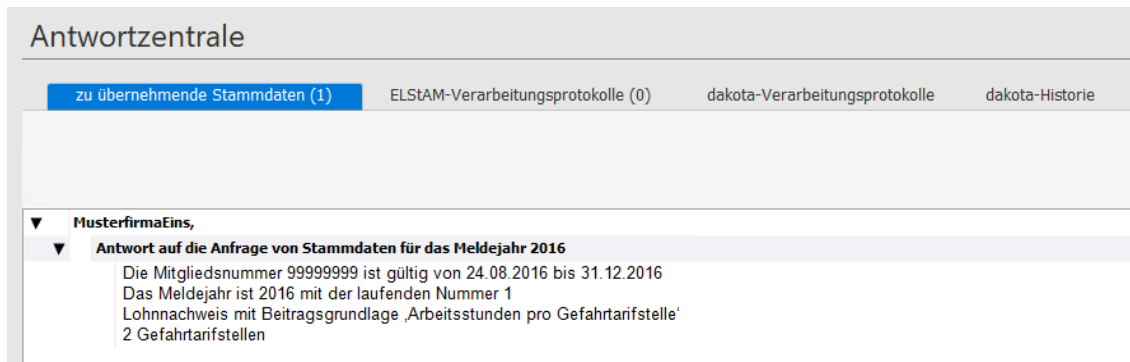 Antwortzentrale
zu übernehmende Stammdaten (1) ELStAM-Verarbeitungsprotokolle (0) dakota-Verarbeitungsprotokolle dakota-Historie
MusterfirmaEins,
Antwort auf die Anfrage von Stammdaten für das Meldejahr 2016
Die Mitgliedsnummer 99999999 ist gültig von 24.08.2016 bis 31.12.2016
Das Meldejahr ist 2016 mit der laufenden Nummer 1
Lohnnachweis mit Beitragsgrundlage ‚Arbeitsstunden pro Gefahrtarifstelle‘
2 Gefahrtarifstellen